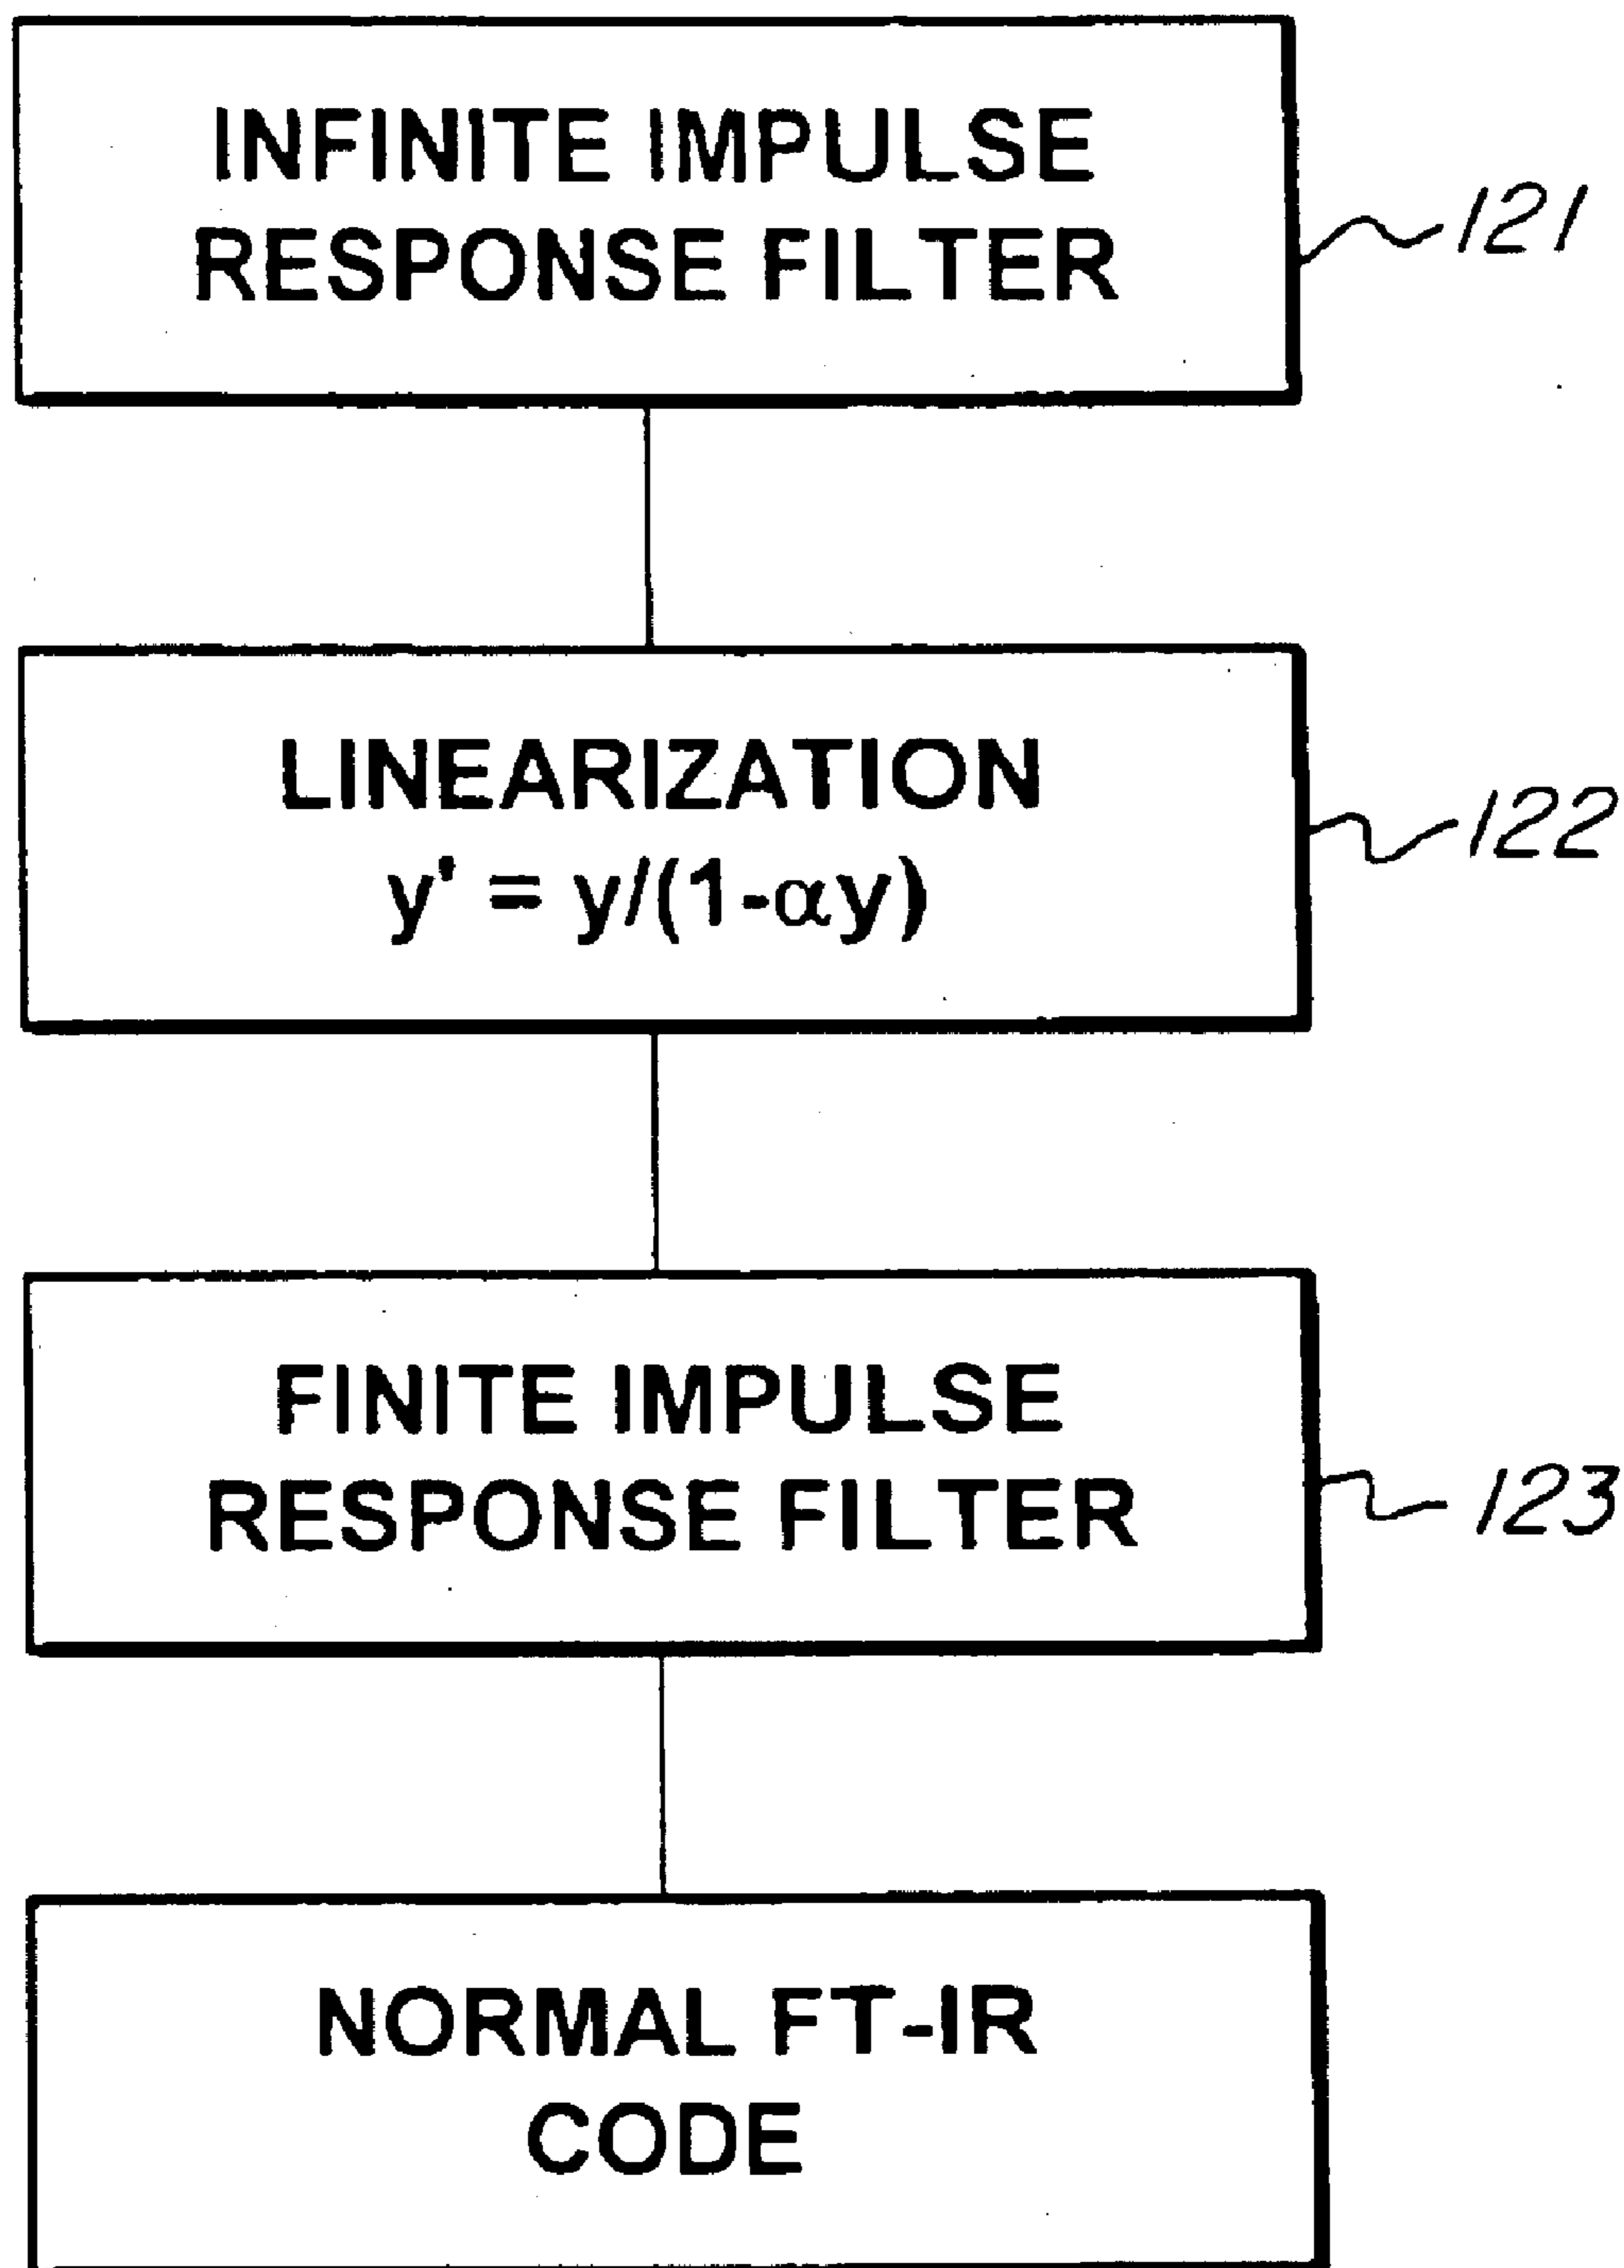 INFINITE IMPULSE
RESPONSE FILTER
121
LINEARIZATION
y' = y/(1-αy)
122
FINITE IMPULSE
RESPONSE FILTER
123
NORMAL FT-IR
CODE